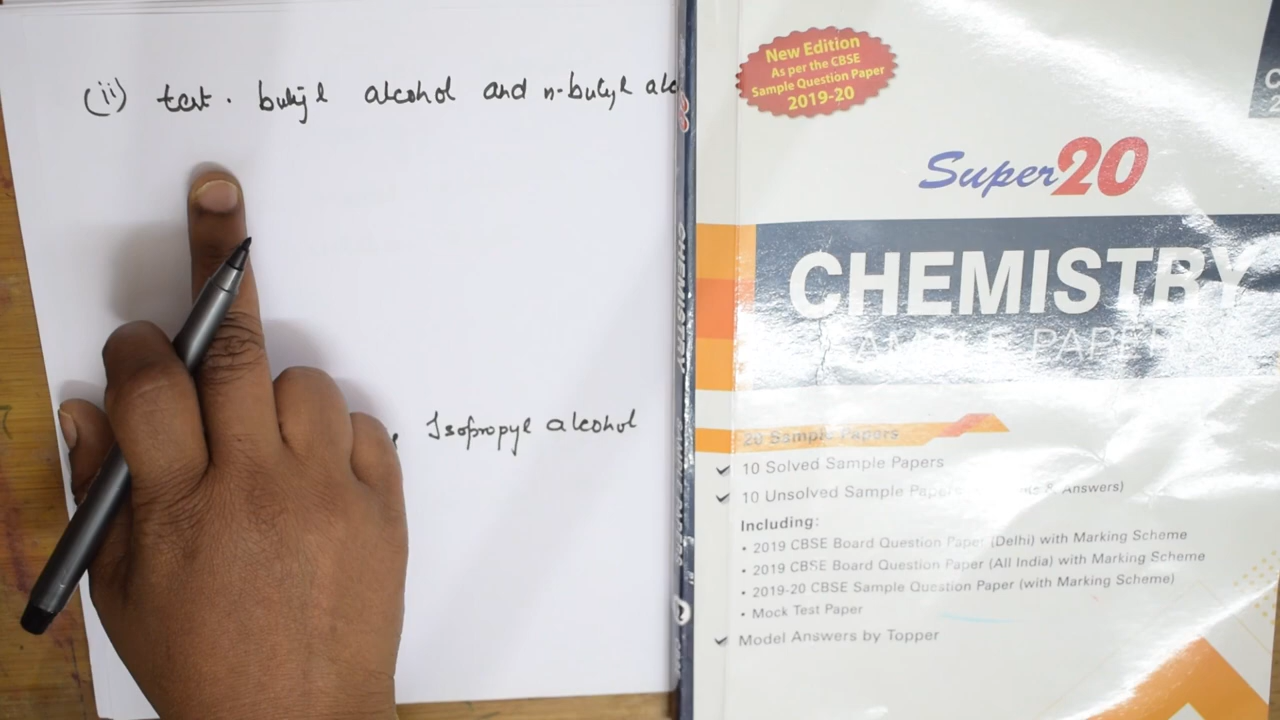 (ii) tert. butyl alcohol and n-butyl alc
Isopropyl alcohol
New Edition
As per the CBSE
Sample Question Paper
2019-20
Super20
CHEMISTRY
20 Sample Papers
10 Solved Sample Papers
10 Unsolved Sample Papers & Answers)
Including:
• 2019 CBSE Board Question Paper (Delhi) with Marking Scheme
• 2019 CBSE Board Question Paper (All India) with Marking Scheme
• 2019-20 CBSE Sample Question Paper (with Marking Scheme)
• Mock Test Paper
Model Answers by Topper
CHEMISTRY